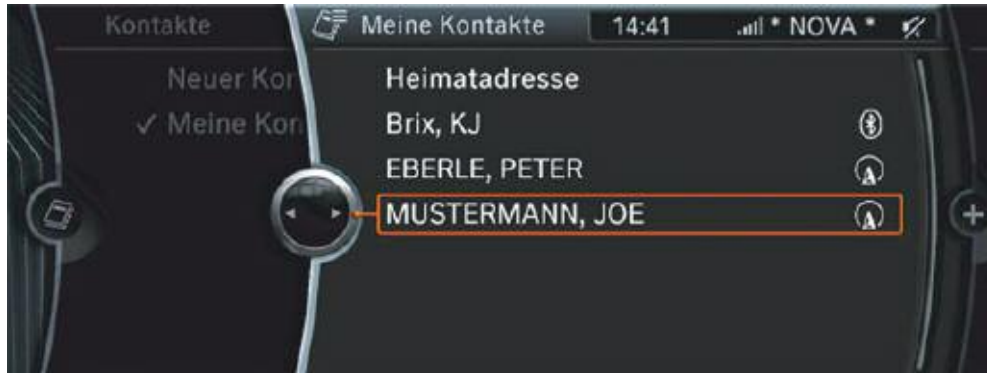 Kontakte
Meine Kontakte 14:41 * NOVA *
Neuer Kon
✓ Meine Kon
Heimatadresse
Brix, KJ
EBERLE, PETER
A
MUSTERMANN, JOE
A